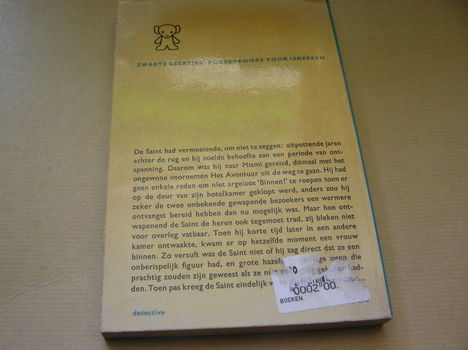 ZWARTE BEERTJES-POCKETBOOKS VOOR IEDEREEN
De Saint had vermoeiende, om niet te zeggen: uitputtende jaren
achter de rug en hij voelde behoefte aan een periode van ont-
spanning. Daarom was hij naar Miami gereisd, ditmaal met het
ongewone voornemen Het Avontuur uit de weg te gaan. Hij had
geen enkele reden om niet argeloos 'Binnen!' te roepen toen er
op de deur van zijn hotelkamer geklopt werd, anders zou hij
zeker de twee onbekende gewapende bezoekers een warmere
ontvangst bereid hebben dan nu mogelijk was. Maar hoe ont-
wapenend de Saint de heren ook tegemoet trad, zij bleken niet
voor overleg vatbaar. Toen hij korte tijd later in een andere
kamer ontwaakte, kwam er op hetzelfde moment een vrouw
binnen. Zo versuft was de Saint niet of hij zag direct dat ze een
onberispelijk figuur had, en grote ogen die
prachtig zouden zijn geweest als ze niet
den. Toen pas kreeg de Saint eindelijk
0002 00.
BOEKEN
detective